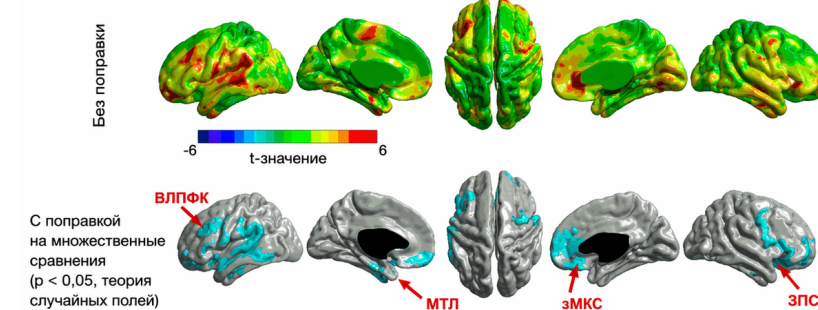 Без поправки
-6
6
t-значение
ВЛПФК
С поправкой
на множественные
сравнения
(p < 0,05, теория
случайных полей)
МТЛ
зМКС
ЗПС